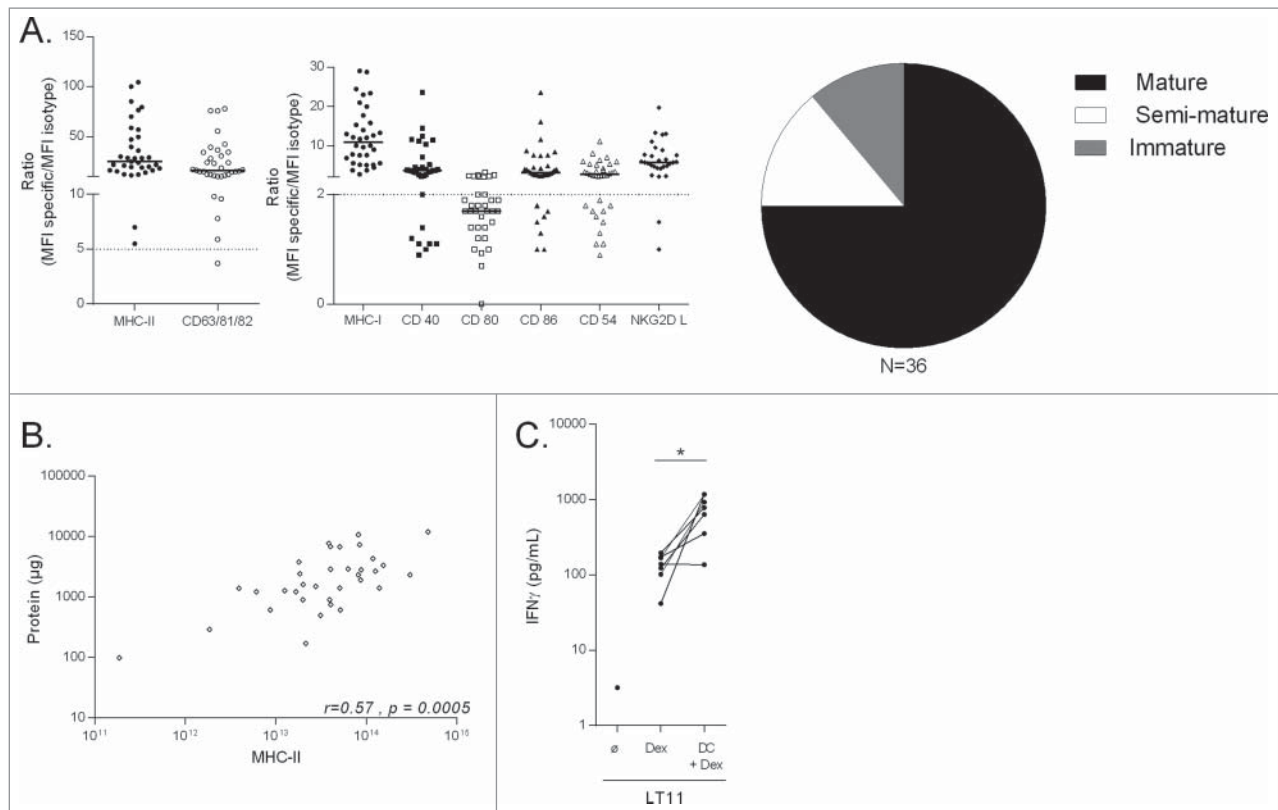 A.
Ratio
(MFI specific/MFI isotype)
150
100
50
10
5
0
MHC-II CD63/81/82
Ratio
(MFI specific/MFI isotype)
30
20
10
2
0
MHC-I CD 40 CD 80 CD 86 CD 54 NKG2D L
N=36
Mature
Semi-mature
Immature
B.
Protein (µg)
100000
10000
1000
100
10
r=0.57 , p = 0.0005
10¹¹ 10¹² 10¹³ 10¹⁴ 10¹⁵
MHC-II
C.
IFNγ (pg/mL)
10000
1000
100
10
1
*
ø Dex DC
+ Dex
LT11